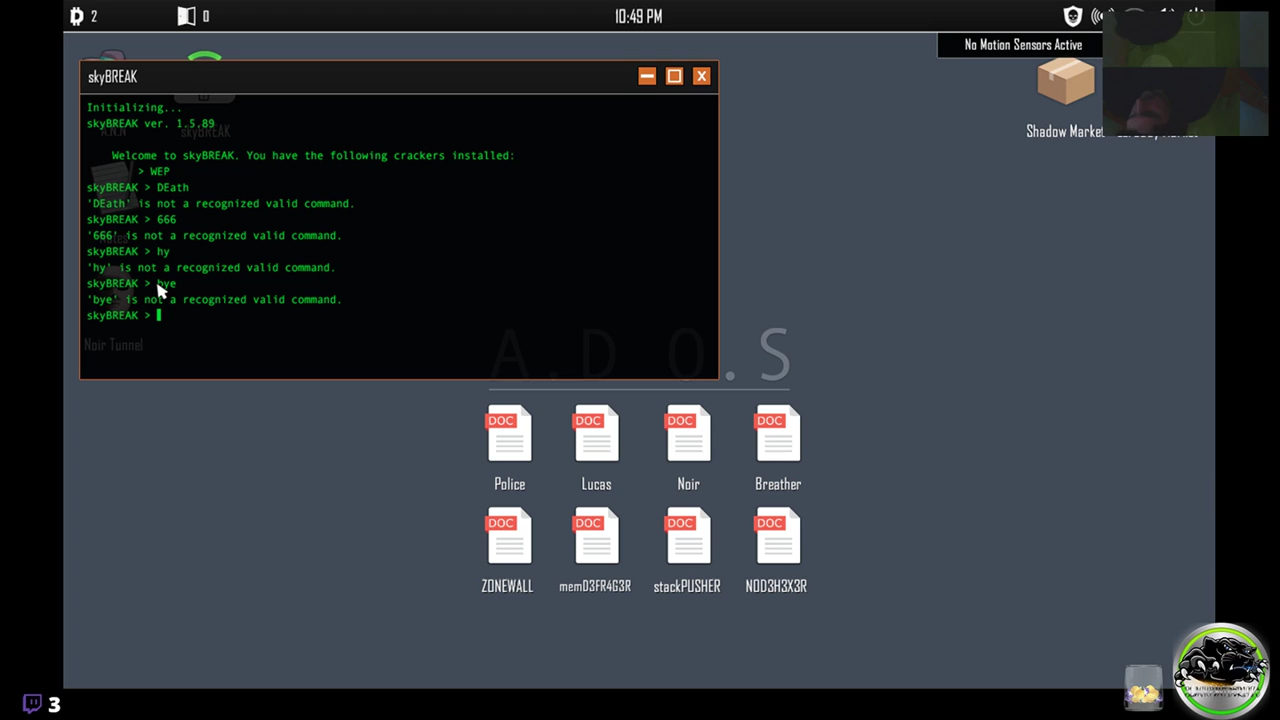 2
0
10:49 PM
No Motion Sensors Active
skyBREAK
Shadow Market
Initializing...
skyBREAK ver. 1.5.89
A.N.N
skyBREAK
Welcome to skyBREAK. You have the following crackers installed:
> WEP
skyBREAK > DEath
'DEath' is not a recognized valid command.
skyBREAK > 666
'666' is not a recognized valid command.
skyBREAK > hy
'hy' is not a recognized valid command.
skyBREAK > bye
'bye' is not a recognized valid command.
skyBREAK >
Noir Tunnel
A.D O.S
DOC
DOC
DOC
DOC
Police
Lucas
Noir
Breather
DOC
DOC
DOC
DOC
ZONEWALL
memD3FR4G3R
stackPUSHER
NOD3H3X3R
3